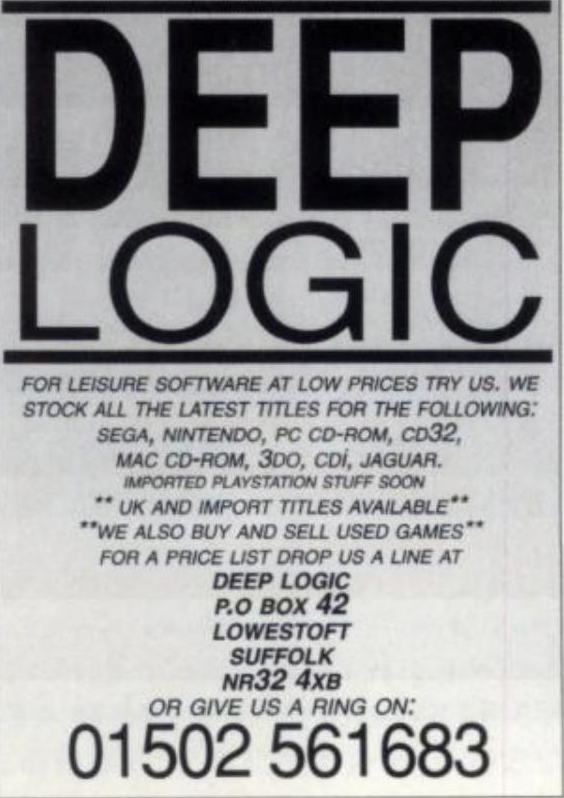 DEEP
LOGIC
FOR LEISURE SOFTWARE AT LOW PRICES TRY US. WE
STOCK ALL THE LATEST TITLES FOR THE FOLLOWING:
SEGA, NINTENDO, PC CD-ROM, CD32,
MAC CD-ROM, 3DO, CDi, JAGUAR.
IMPORTED PLAYSTATION STUFF SOON
** UK AND IMPORT TITLES AVAILABLE**
**WE ALSO BUY AND SELL USED GAMES**
FOR A PRICE LIST DROP US A LINE AT
DEEP LOGIC
P.O BOX 42
LOWESTOFT
SUFFOLK
NR32 4XB
OR GIVE US A RING ON:
01502 561683